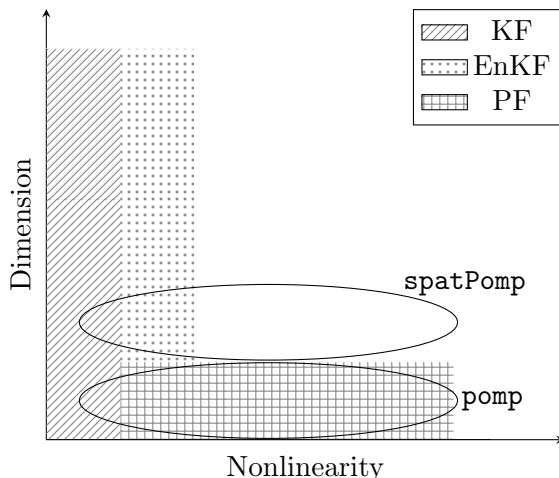 KF
EnKF
PF
Dimension
spatPomp
pomp
Nonlinearity